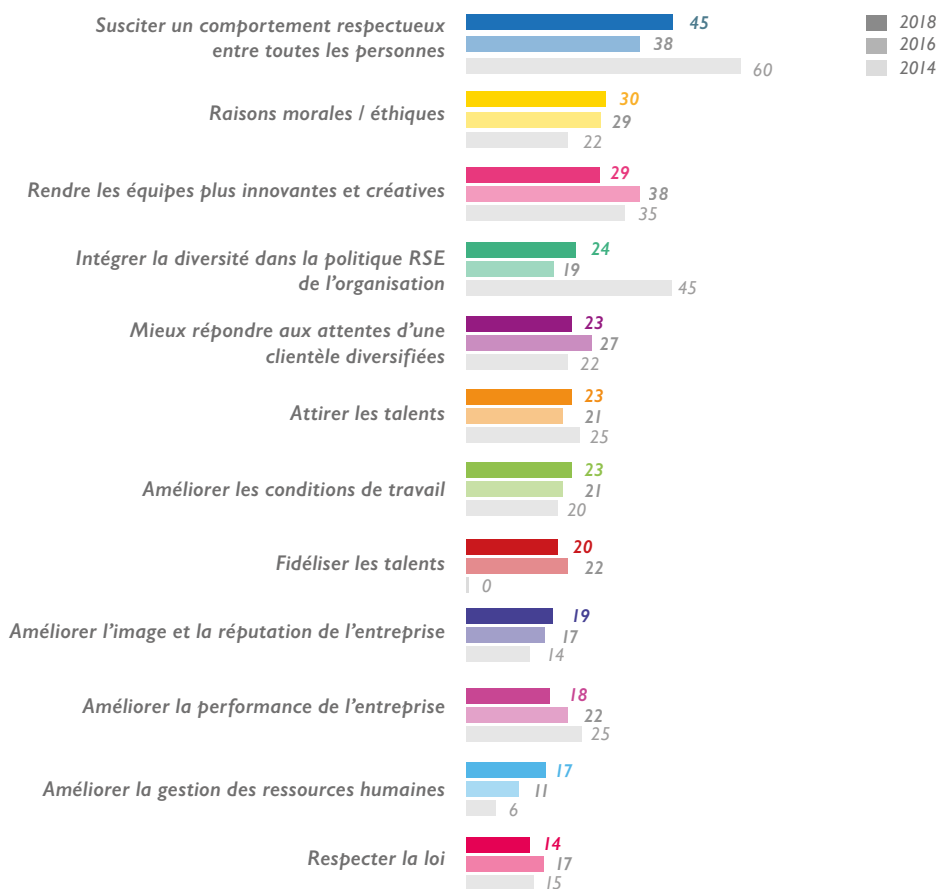 Susciter un comportement respectueux
entre toutes les personnes
45
38
60
2018
2016
2014
Raisons morales / éthiques
30
29
22
Rendre les équipes plus innovantes et créatives
29
38
35
Intégrer la diversité dans la politique RSE
de l’organisation
24
19
45
Mieux répondre aux attentes d’une
clientèle diversifiées
23
27
22
Attirer les talents
23
21
25
Améliorer les conditions de travail
23
21
20
Fidéliser les talents
20
22
0
Améliorer l’image et la réputation de l’entreprise
19
17
14
Améliorer la performance de l’entreprise
18
22
25
Améliorer la gestion des ressources humaines
17
11
6
Respecter la loi
14
17
15